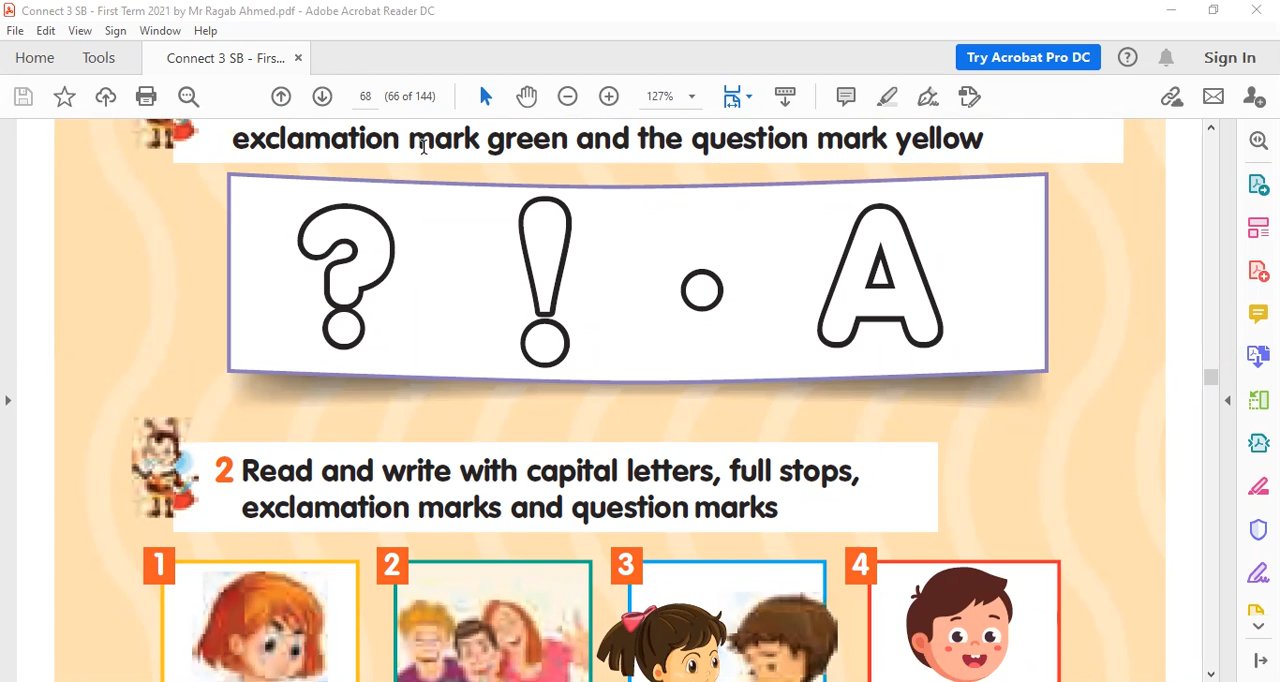 Connect 3 SB - First Term 2021 by Mr Ragab Ahmed.pdf - Adobe Acrobat Reader DC
File Edit View Sign Window Help
Home Tools Connect 3 SB - Firs... × Try Acrobat Pro DC ? Sign In
68 (66 of 144) 127%
exclamation mark green and the question mark yellow
? ! . A
2 Read and write with capital letters, full stops,
exclamation marks and question marks
1 2 3 4